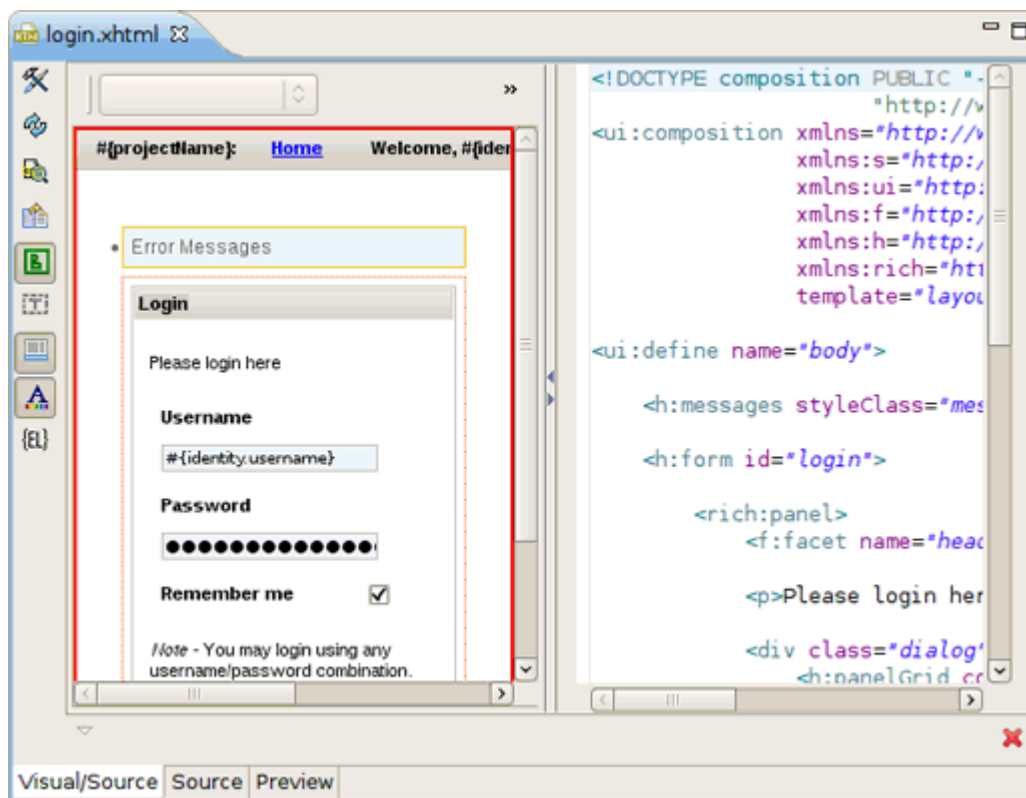 login.xhtml
»
#{projectName}:   Home   Welcome, #{iden
Error Messages
Login
Please login here
Username
#{identity.username}
Password
Remember me
Note - You may login using any
username/password combination.
<!DOCTYPE composition PUBLIC "-
"http://w
<ui:composition xmlns="http://w
xmlns:s="http:/
xmlns:ui="http:
xmlns:f="http:/
xmlns:h="http:/
xmlns:rich="htt
template="layou
<ui:define name="body">
<h:messages styleClass="mes
<h:form id="login">
<rich:panel>
<f:facet name="head
<p>Please login her
<div class="dialog"
<h:panelGrid co
{EL}
Visual/Source   Source   Preview